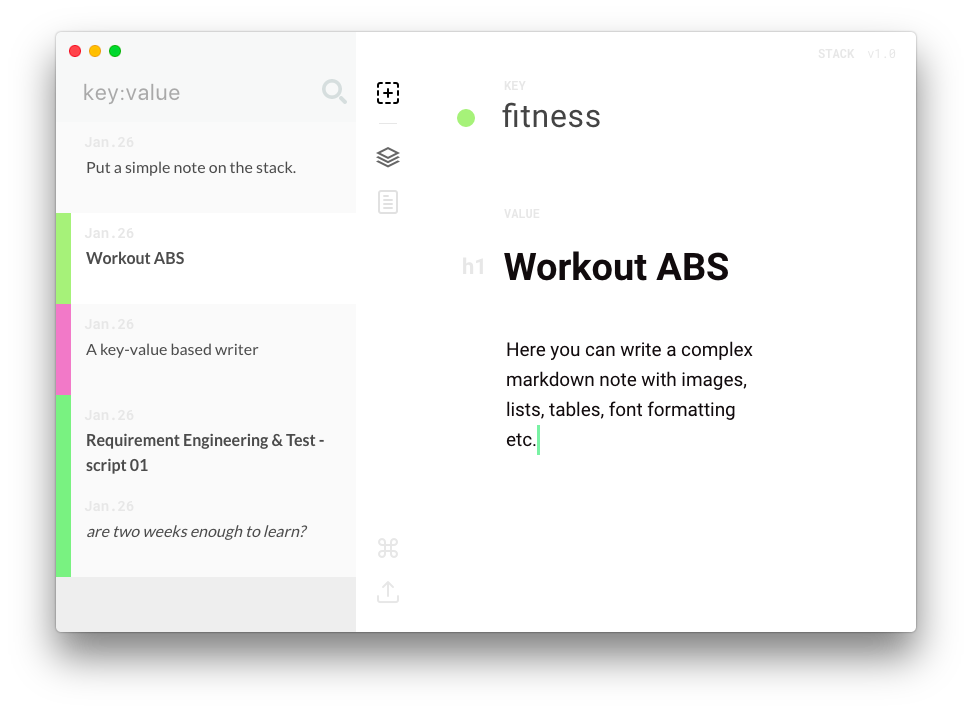 key:value
Jan.26
Put a simple note on the stack.
Jan.26
Workout ABS
Jan.26
A key-value based writer
Jan.26
Requirement Engineering & Test -
script 01
Jan.26
are two weeks enough to learn?
STACK v1.0
KEY
fitness
VALUE
h1 Workout ABS
Here you can write a complex
markdown note with images,
lists, tables, font formatting
etc.